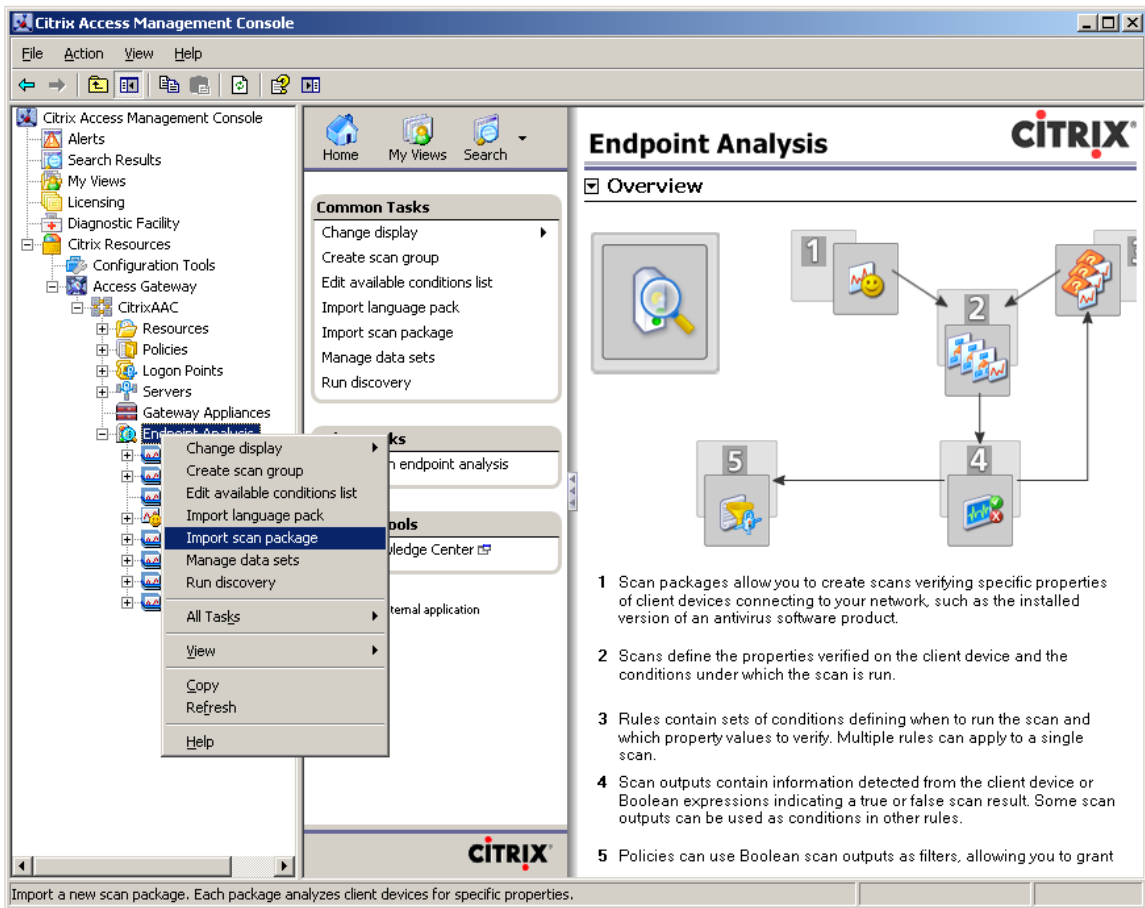 Citrix Access Management Console
File Action View Help
Citrix Access Management Console
Alerts
Search Results
My Views
Licensing
Diagnostic Facility
Citrix Resources
Configuration Tools
Access Gateway
CitrixAAC
Resources
Policies
Logon Points
Servers
Gateway Appliances
Endpoint Analysis
Change display
Create scan group
Edit available conditions list
Import language pack
Import scan package
Manage data sets
Run discovery
All Tasks
View
Copy
Refresh
Help
Home My Views Search
Common Tasks
Change display
Create scan group
Edit available conditions list
Import language pack
Import scan package
Manage data sets
Run discovery
ks
n endpoint analysis
ools
ledge Center
ternal application
CITRIX
Endpoint Analysis
CITRIX
Overview
1
2
4
5
1 Scan packages allow you to create scans verifying specific properties
of client devices connecting to your network, such as the installed
version of an antivirus software product.
2 Scans define the properties verified on the client device and the
conditions under which the scan is run.
3 Rules contain sets of conditions defining when to run the scan and
which property values to verify. Multiple rules can apply to a single
scan.
4 Scan outputs contain information detected from the client device or
Boolean expressions indicating a true or false scan result. Some scan
outputs can be used as conditions in other rules.
5 Policies can use Boolean scan outputs as filters, allowing you to grant
Import a new scan package. Each package analyzes client devices for specific properties.